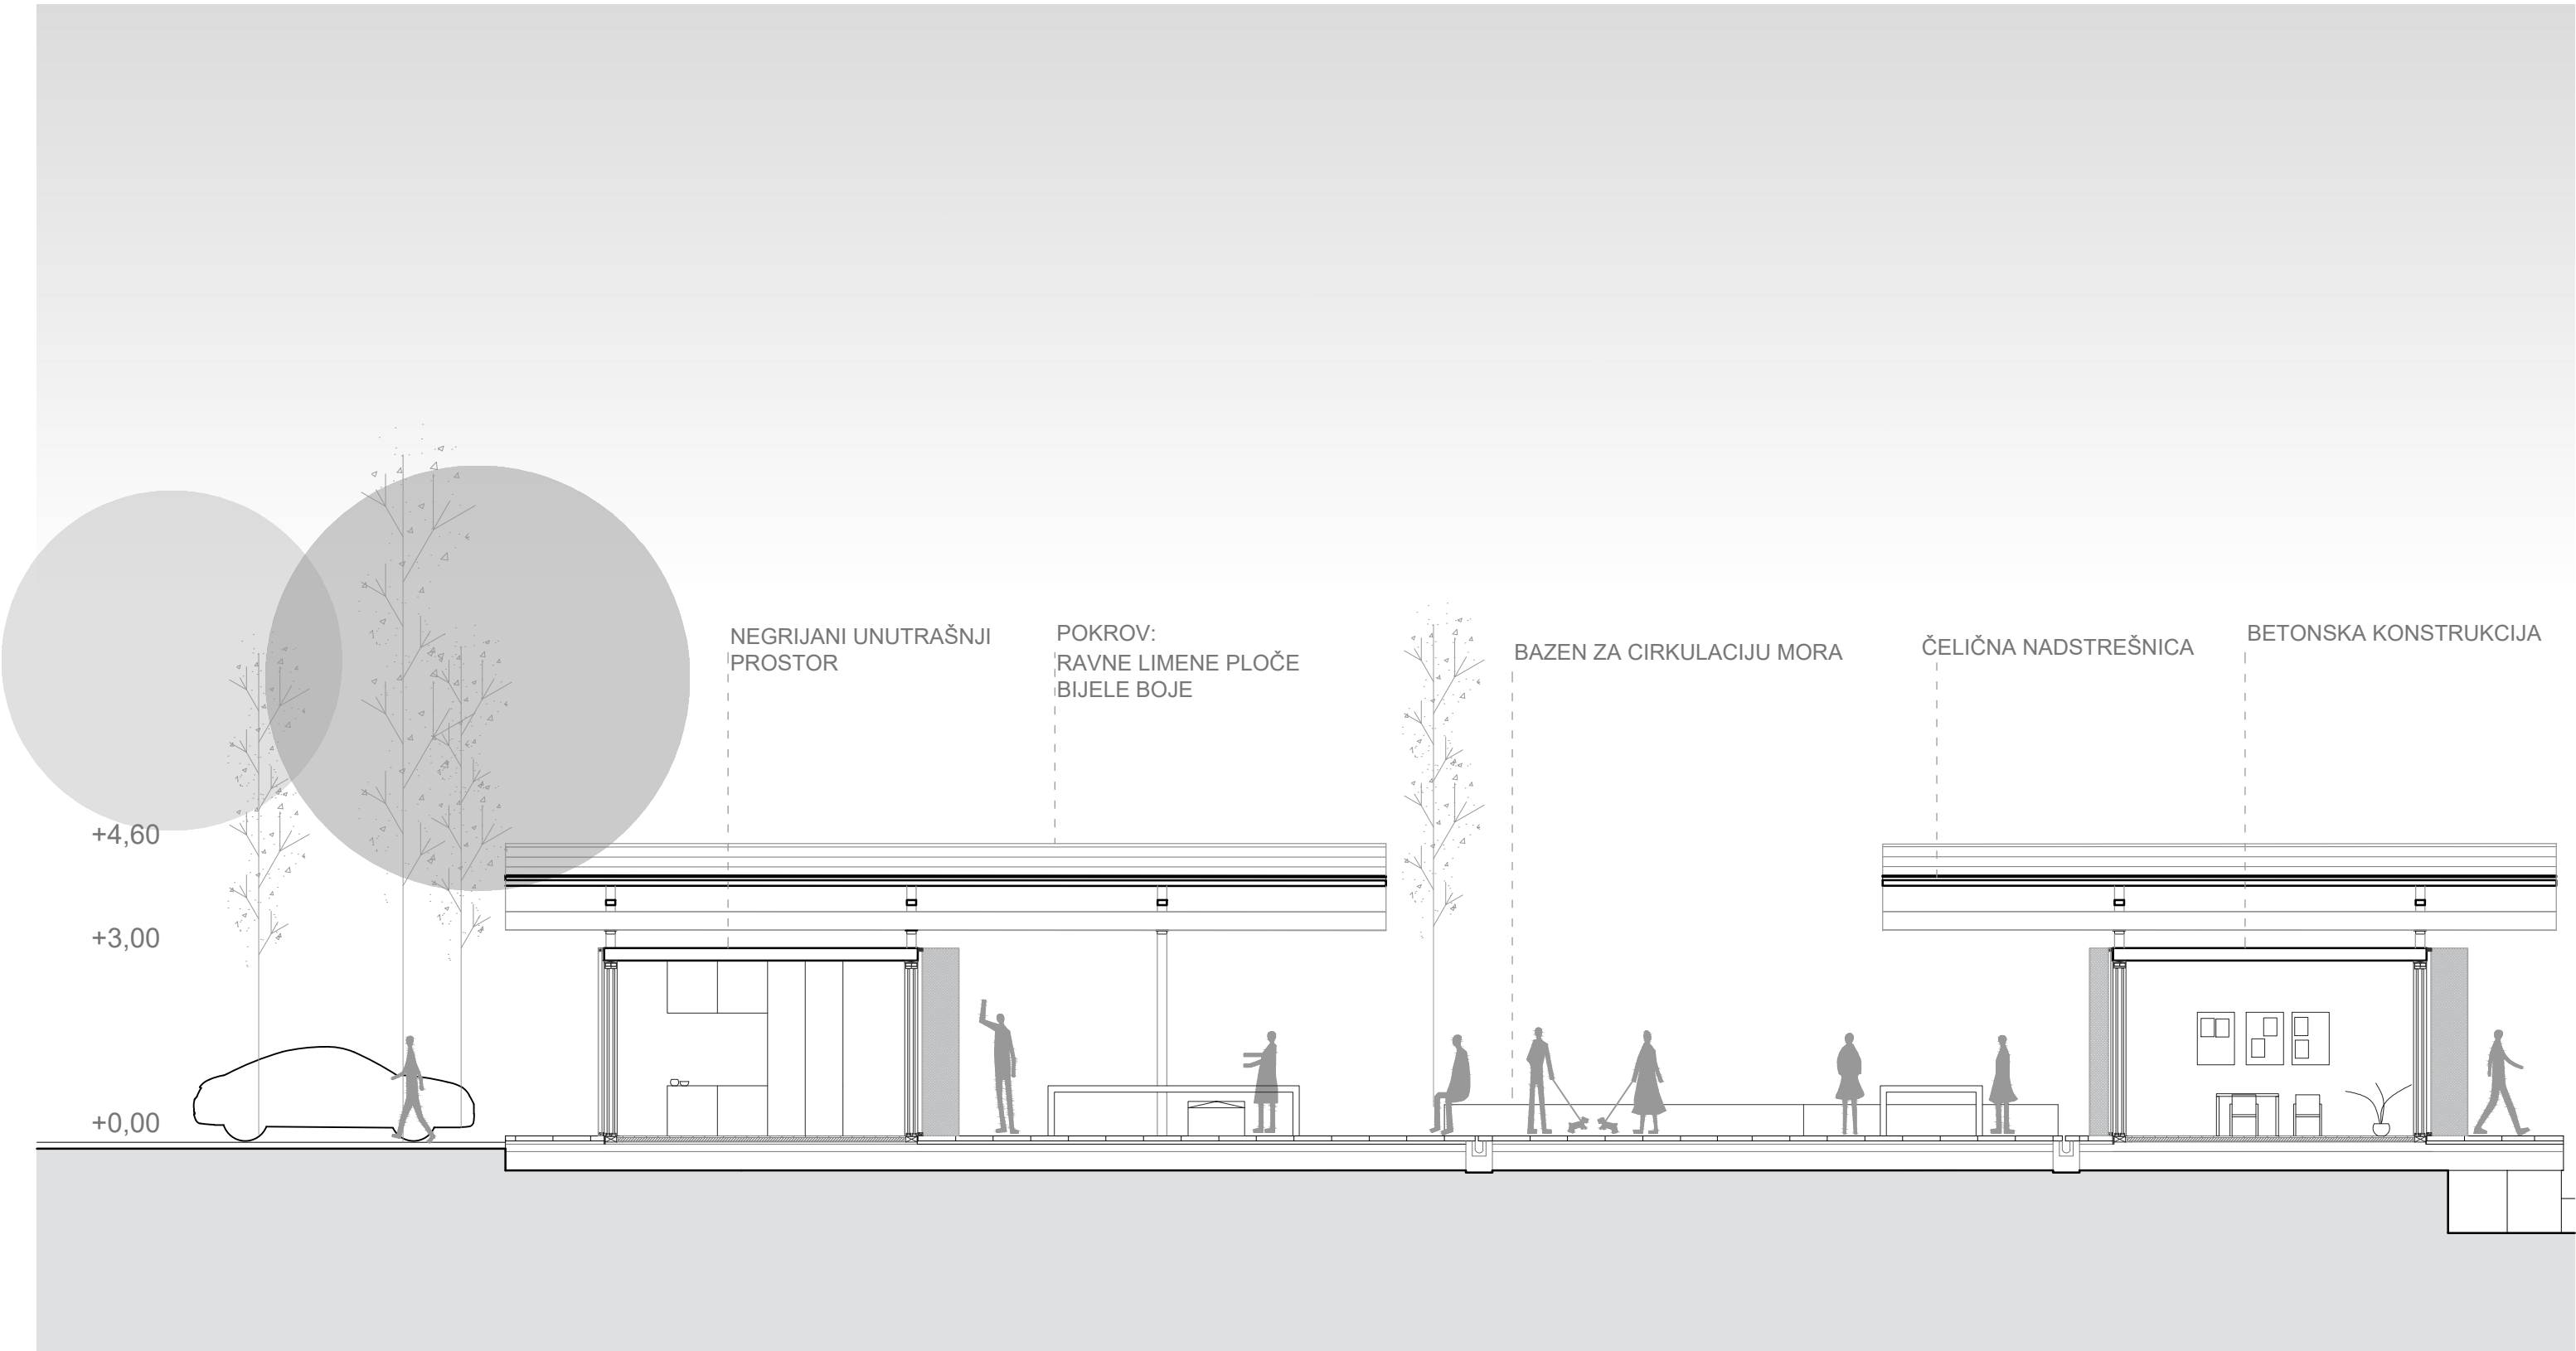 NEGRIJANI UNUTRAŠNJI
PROSTOR
POKROV:
RAVNE LIMENE PLOČE
BIJELE BOJE
BAZEN ZA CIRKULACIJU MORA
ČELIČNA NADSTREŠNICA
BETONSKA KONSTRUKCIJA
+4,60
+3,00
+0,00